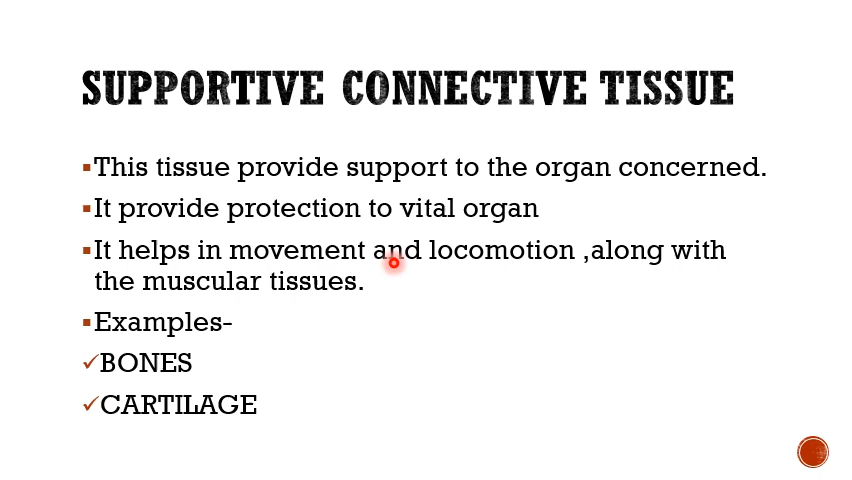 SUPPORTIVE CONNECTIVE TISSUE
This tissue provide support to the organ concerned.
It provide protection to vital organ
It helps in movement and locomotion ,along with
the muscular tissues.
Examples-
BONES
CARTILAGE